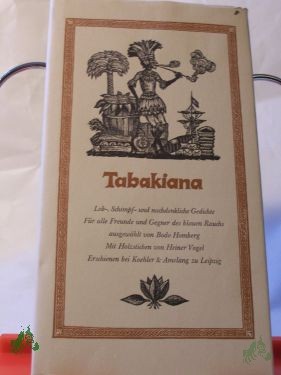 Tabakiana
Lob-, Schimpf- und nachdenkliche Gedichte
Für alle Freunde und Gegner des blauen Rauchs
ausgewählt von Bodo Homberg
Mit Holzstichen von Heiner Vogel
Erschienen bei Koehler & Amelang zu Leipzig